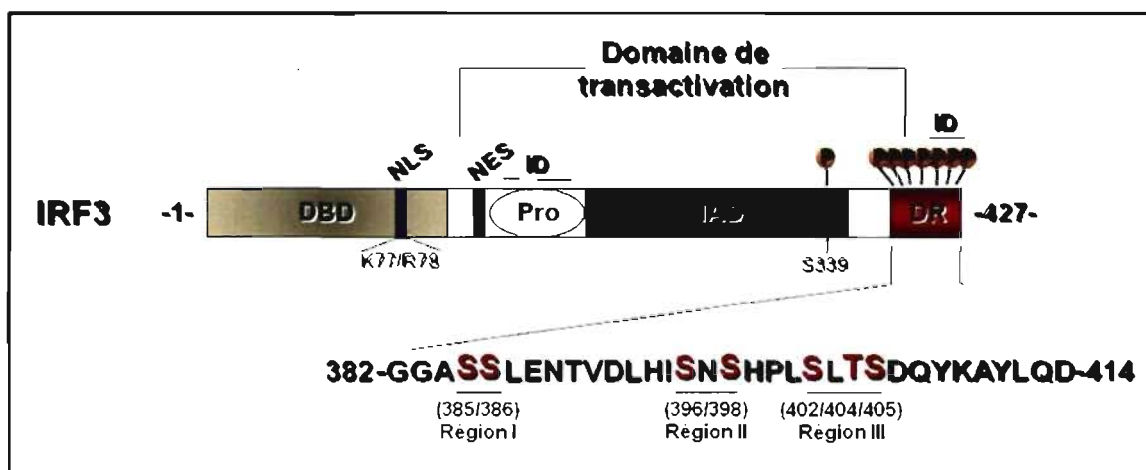 Domaine de
transactivation
ID
NLS
NES
ID
P
IRF3
-1-
DBD
Pro
IAD
DR
-427-
K77/R78
S339
382-GGASSLENTVDLHISNSHPLSLTSDQYKAYLQD-414
(385/386)
(396/398)
(402/404/405)
Région I
Région II
Région III